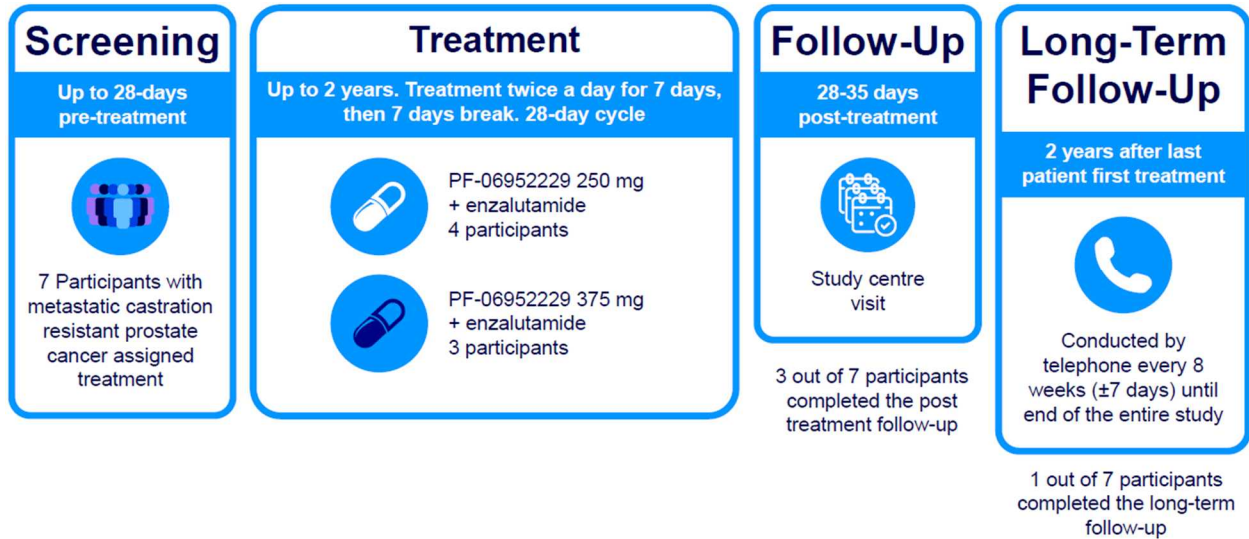 Screening
Up to 28-days
pre-treatment
7 Participants with
metastatic castration
resistant prostate
cancer assigned
treatment
Treatment
Up to 2 years. Treatment twice a day for 7 days,
then 7 days break. 28-day cycle
PF-06952229 250 mg
+ enzalutamide
4 participants
PF-06952229 375 mg
+ enzalutamide
3 participants
Follow-Up
28-35 days
post-treatment
Study centre
visit
3 out of 7 participants
completed the post
treatment follow-up
Long-Term
Follow-Up
2 years after last
patient first treatment
Conducted by
telephone every 8
weeks (±7 days) until
end of the entire study
1 out of 7 participants
completed the long-term
follow-up